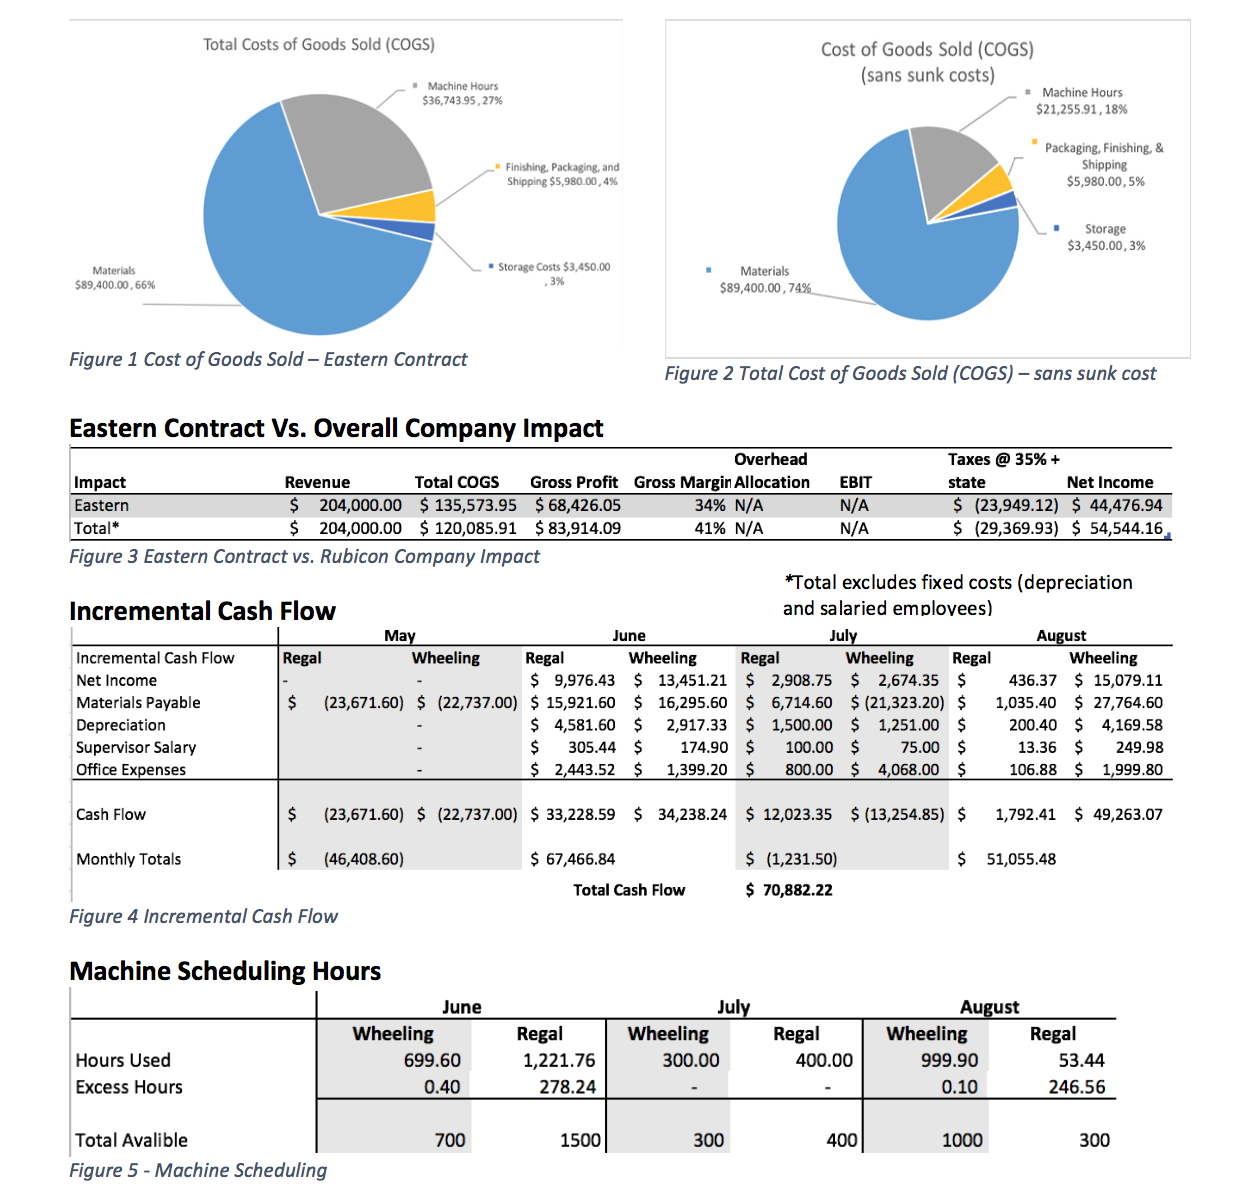 Total Costs of Goods Sold (COGS)
Machine Hours
$36,743.95, 27%
Finishing, Packaging, and
Shipping $5,980.00, 4%
Storage Costs $3,450.00
, 3%
Materials
$89,400.00, 66%
Figure 1 Cost of Goods Sold – Eastern Contract
Cost of Goods Sold (COGS)
(sans sunk costs)
Machine Hours
$21,255.91, 18%
Packaging, Finishing, &
Shipping
$5,980.00, 5%
Storage
$3,450.00, 3%
Materials
$89,400.00, 74%
Figure 2 Total Cost of Goods Sold (COGS) – sans sunk cost
Eastern Contract Vs. Overall Company Impact
Overhead Taxes @ 35% +
Impact Revenue Total COGS Gross Profit Gross Margin Allocation EBIT state Net Income
Eastern $ 204,000.00 $ 135,573.95 $ 68,426.05 34% N/A N/A $ (23,949.12) $ 44,476.94
Total* $ 204,000.00 $ 120,085.91 $ 83,914.09 41% N/A N/A $ (29,369.93) $ 54,544.16
Figure 3 Eastern Contract vs. Rubicon Company Impact
*Total excludes fixed costs (depreciation
and salaried employees)
Incremental Cash Flow
May June July August
Incremental Cash Flow Regal Wheeling Regal Wheeling Regal Wheeling Regal Wheeling
Net Income - - $ 9,976.43 $ 13,451.21 $ 2,908.75 $ 2,674.35 $ 436.37 $ 15,079.11
Materials Payable $ (23,671.60) $ (22,737.00) $ 15,921.60 $ 16,295.60 $ 6,714.60 $ (21,323.20) $ 1,035.40 $ 27,764.60
Depreciation - $ 4,581.60 $ 2,917.33 $ 1,500.00 $ 1,251.00 $ 200.40 $ 4,169.58
Supervisor Salary - $ 305.44 $ 174.90 $ 100.00 $ 75.00 $ 13.36 $ 249.98
Office Expenses - $ 2,443.52 $ 1,399.20 $ 800.00 $ 4,068.00 $ 106.88 $ 1,999.80
Cash Flow $ (23,671.60) $ (22,737.00) $ 33,228.59 $ 34,238.24 $ 12,023.35 $ (13,254.85) $ 1,792.41 $ 49,263.07
Monthly Totals $ (46,408.60) $ 67,466.84 $ (1,231.50) $ 51,055.48
Total Cash Flow $ 70,882.22
Figure 4 Incremental Cash Flow
Machine Scheduling Hours
June July August
Wheeling Regal Wheeling Regal Wheeling Regal
Hours Used 699.60 1,221.76 300.00 400.00 999.90 53.44
Excess Hours 0.40 278.24 - - 0.10 246.56
Total Avalible 700 1500 300 400 1000 300
Figure 5 - Machine Scheduling